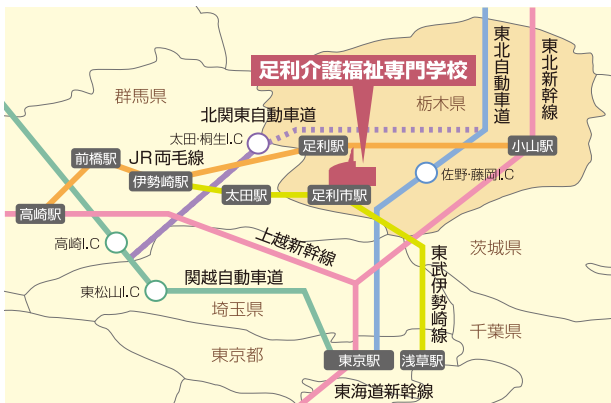 足利介護福祉専門学校
群馬県
栃木県
東北自動車道
東北新幹線
北関東自動車道
太田・桐生I.C
JR両毛線
前橋駅
足利駅
小山駅
伊勢崎駅
太田駅
足利市駅
佐野・藤岡I.C
高崎駅
高崎I.C
上越新幹線
茨城県
東武伊勢崎線
関越自動車道
東松山I.C
埼玉県
千葉県
東京都
東京駅
浅草駅
東海道新幹線